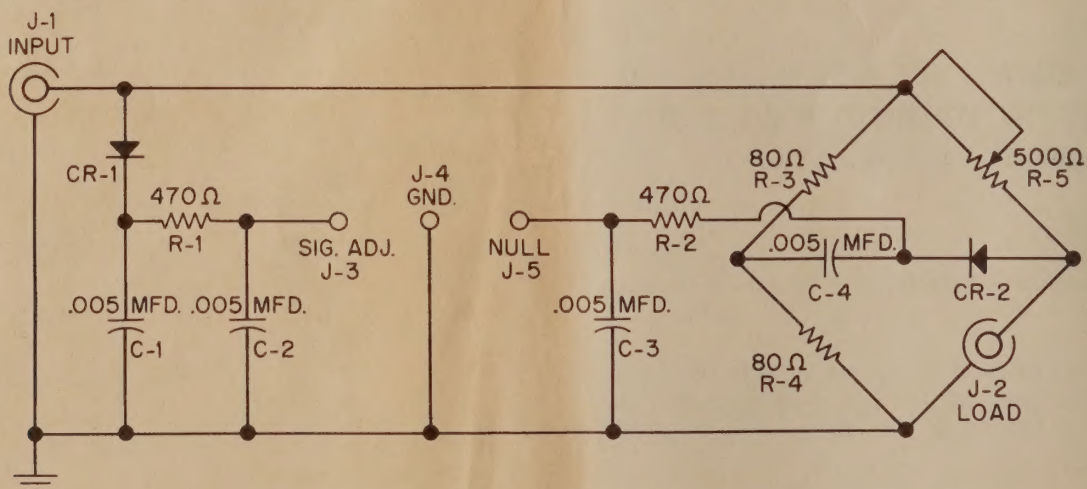 J-1
INPUT
CR-1
470Ω
R-1
SIG. ADJ.
J-3
J-4
GND.
NULL
J-5
470Ω
R-2
80Ω
R-3
500Ω
R-5
.005 MFD.
C-4
CR-2
.005 MFD.
C-1
.005 MFD.
C-2
.005 MFD.
C-3
80Ω
R-4
J-2
LOAD